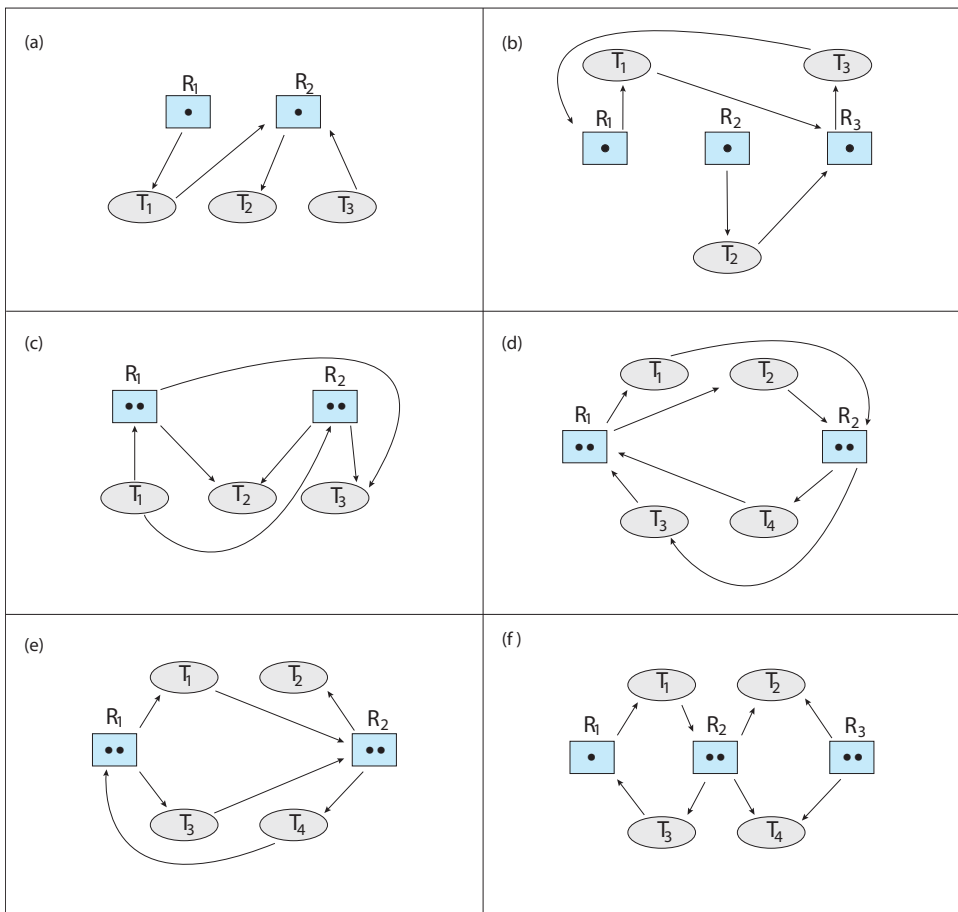 (a)
R1 R2
T1 T2 T3
(b)
T1 T3
R1 R2 R3
T2
(c)
R1 R2
T1 T2 T3
(d)
T1 T2
R1 R2
T3 T4
(e)
T1 T2
R1 R2
T3 T4
(f)
T1 T2
R1 R2 R3
T3 T4